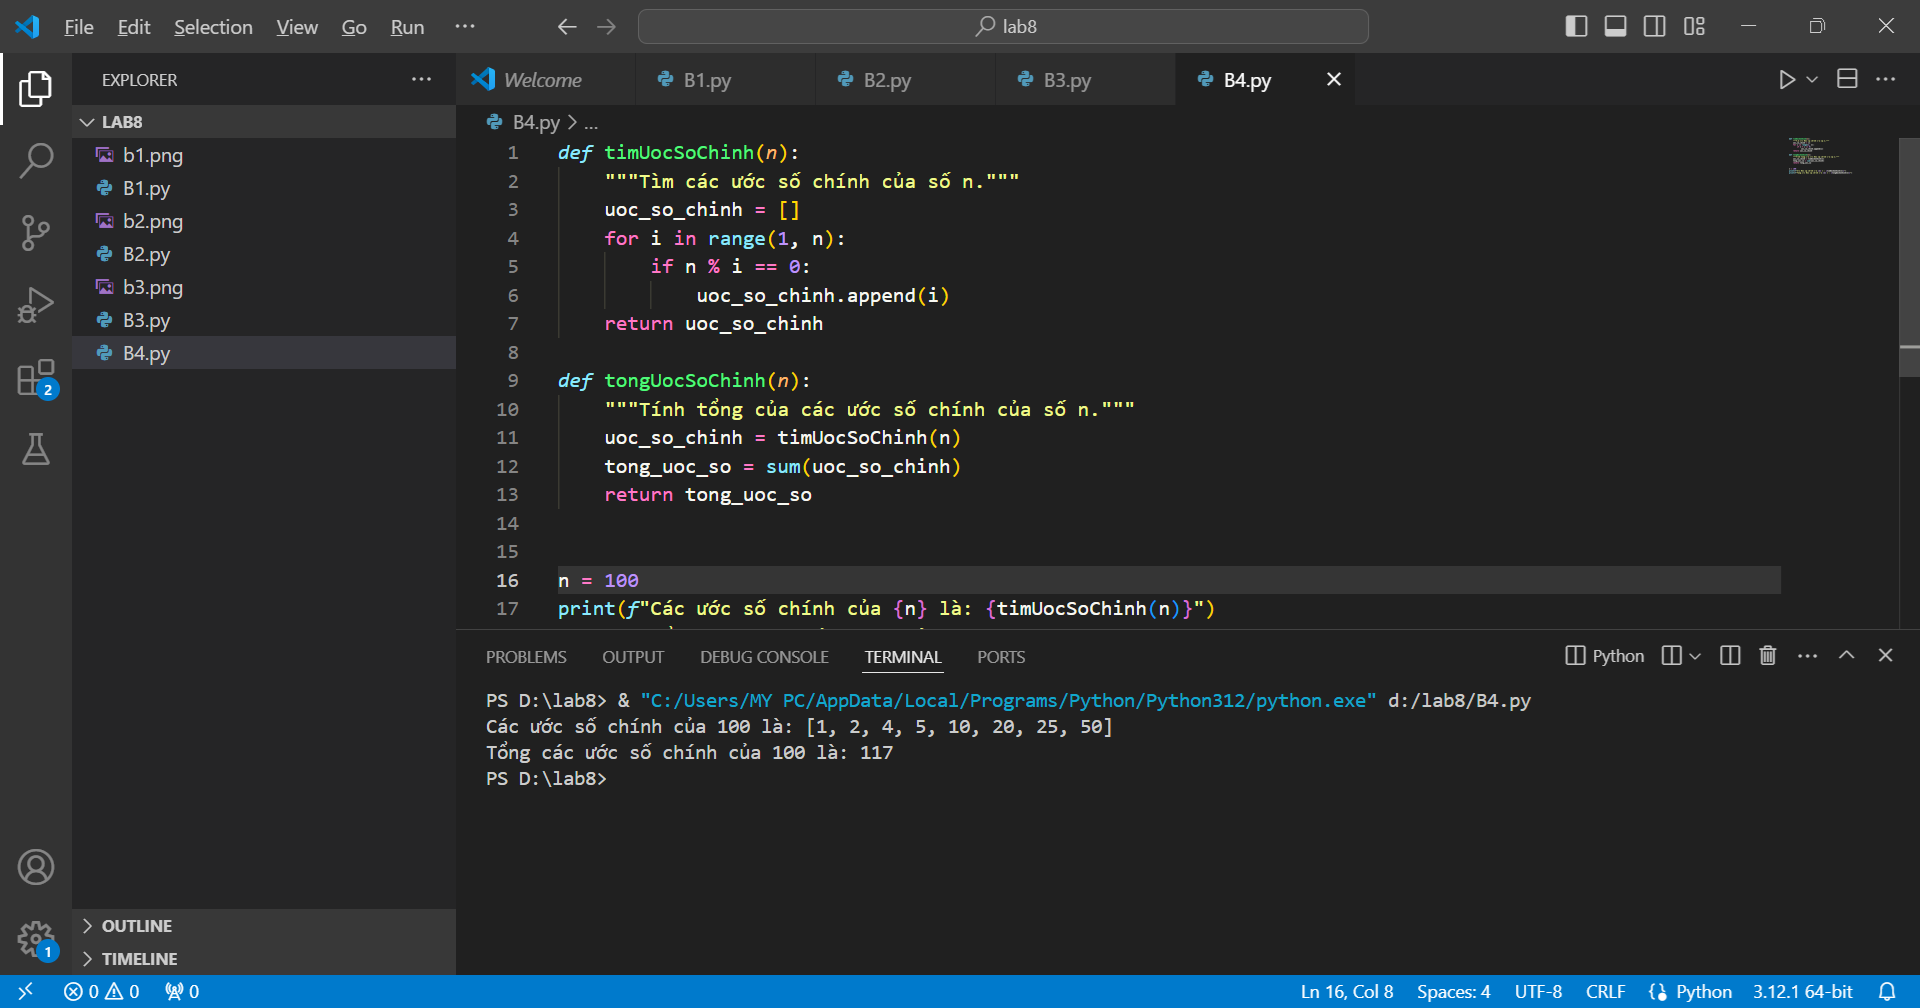 File Edit Selection View Go Run ··· lab8
EXPLORER ···
LAB8
b1.png
B1.py
b2.png
B2.py
b3.png
B3.py
B4.py
OUTLINE
TIMELINE
2
1
Welcome B1.py B2.py B3.py B4.py
B4.py > ...
1 def timUocSoChinh(n):
2 """Tìm các ước số chính của số n."""
3 uoc_so_chinh = []
4 for i in range(1, n):
5 if n % i == 0:
6 uoc_so_chinh.append(i)
7 return uoc_so_chinh
8
9 def tongUocSoChinh(n):
10 """Tính tổng của các ước số chính của số n."""
11 uoc_so_chinh = timUocSoChinh(n)
12 tong_uoc_so = sum(uoc_so_chinh)
13 return tong_uoc_so
14
15
16 n = 100
17 print(f"Các ước số chính của {n} là: {timUocSoChinh(n)}")
PROBLEMS OUTPUT DEBUG CONSOLE TERMINAL PORTS Python
PS D:\lab8> & "C:/Users/MY PC/AppData/Local/Programs/Python/Python312/python.exe" d:/lab8/B4.py
Các ước số chính của 100 là: [1, 2, 4, 5, 10, 20, 25, 50]
Tổng các ước số chính của 100 là: 117
PS D:\lab8>
0 0 0 Ln 16, Col 8 Spaces: 4 UTF-8 CRLF Python 3.12.1 64-bit